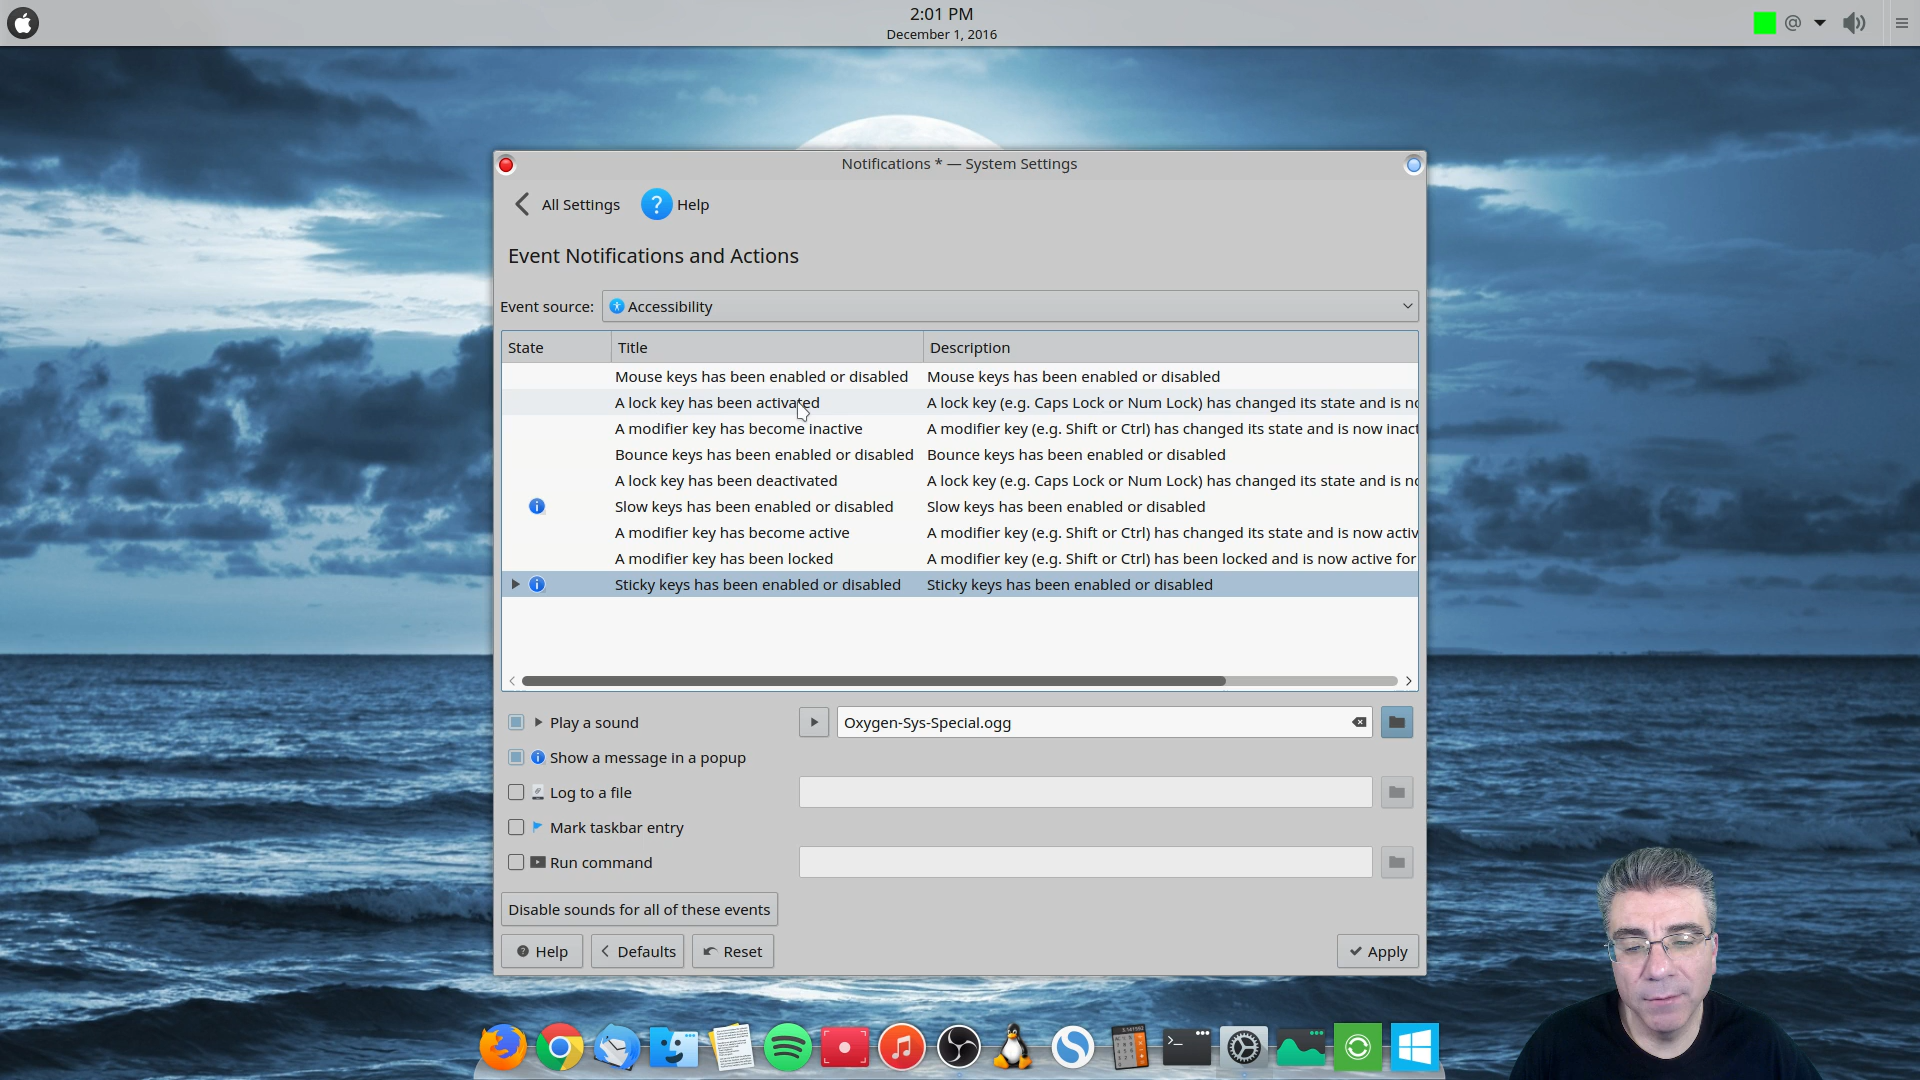 2:01 PM
December 1, 2016
Notifications * — System Settings
All Settings
? Help
Event Notifications and Actions
Event source: Accessibility
State Title Description
Mouse keys has been enabled or disabled Mouse keys has been enabled or disabled
A lock key has been activated A lock key (e.g. Caps Lock or Num Lock) has changed its state and is
A modifier key has become inactive A modifier key (e.g. Shift or Ctrl) has changed its state and is now inact
Bounce keys has been enabled or disabled Bounce keys has been enabled or disabled
A lock key has been deactivated A lock key (e.g. Caps Lock or Num Lock) has changed its state and is
Slow keys has been enabled or disabled Slow keys has been enabled or disabled
A modifier key has become active A modifier key (e.g. Shift or Ctrl) has changed its state and is now activ
A modifier key has been locked A modifier key (e.g. Shift or Ctrl) has been locked and is now active for
Sticky keys has been enabled or disabled Sticky keys has been enabled or disabled
Play a sound Oxygen-Sys-Special.ogg
Show a message in a popup
Log to a file
Mark taskbar entry
Run command
Disable sounds for all of these events
Help Defaults Reset Apply